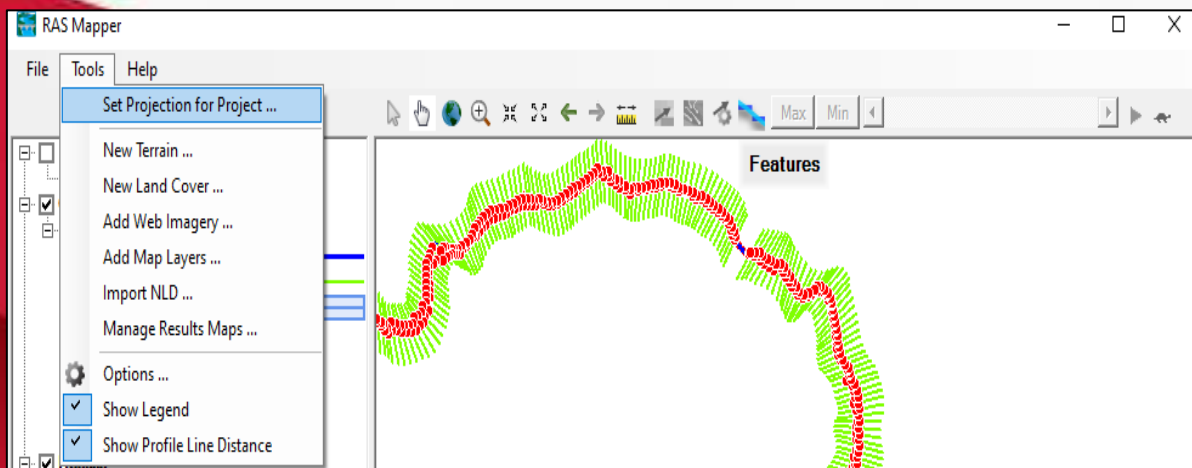 RAS Mapper
File Tools Help
Set Projection for Project ...
Max Min
New Terrain ...
Features
New Land Cover ...
Add Web Imagery ...
Add Map Layers ...
Import NLD ...
Manage Results Maps ...
Options ...
Show Legend
Show Profile Line Distance